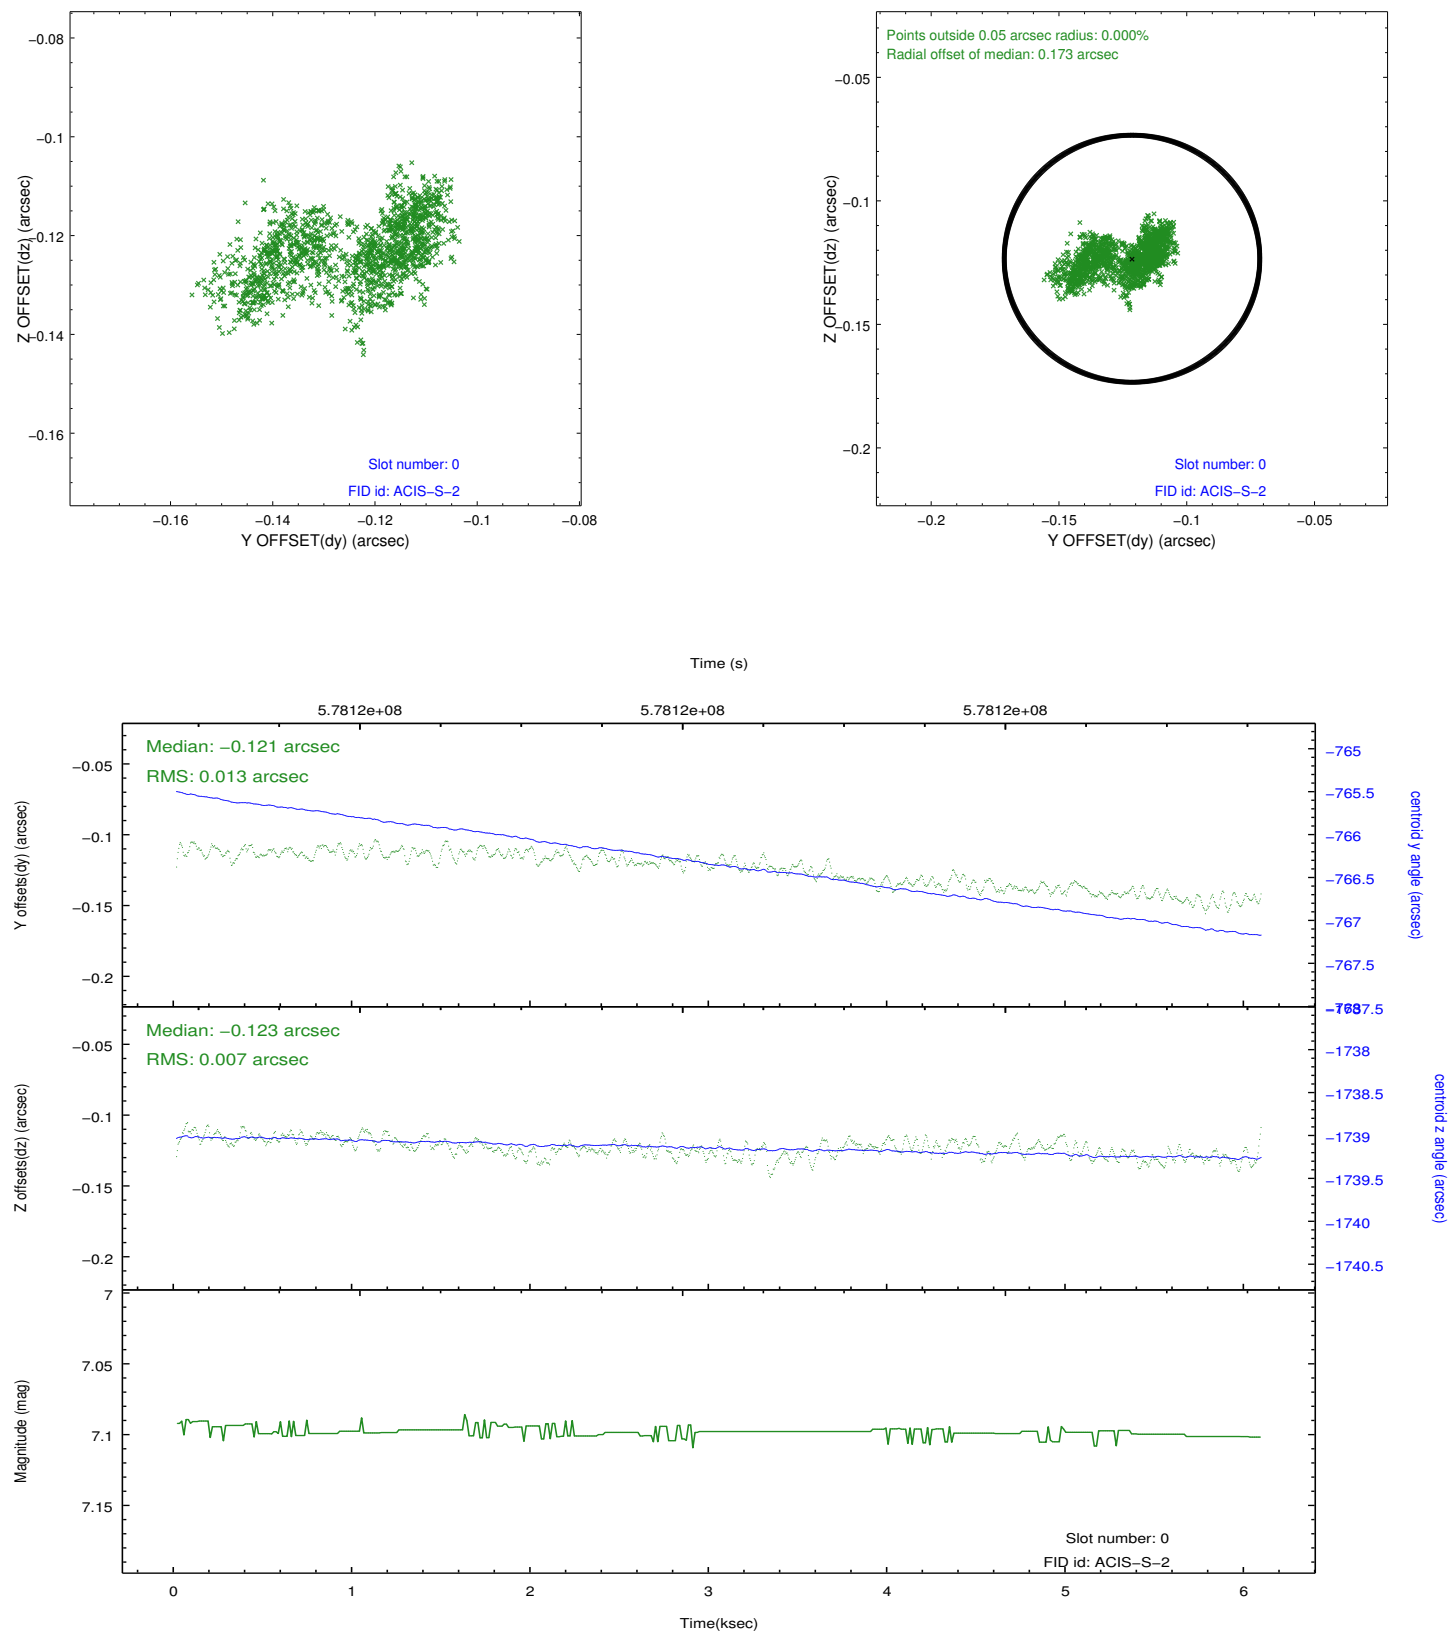 −0.08
−0.1
−0.12
−0.14
−0.16
Z OFFSET(dz) (arcsec)
Slot number: 0
FID id: ACIS−S−2
−0.16 −0.14 −0.12 −0.1 −0.08
Y OFFSET(dy) (arcsec)
Points outside 0.05 arcsec radius: 0.000%
Radial offset of median: 0.173 arcsec
−0.05
−0.1
−0.15
−0.2
Z OFFSET(dz) (arcsec)
Slot number: 0
FID id: ACIS−S−2
−0.2 −0.15 −0.1 −0.05
Y OFFSET(dy) (arcsec)
Time (s)
5.7812e+08 5.7812e+08 5.7812e+08
Median: −0.121 arcsec
RMS: 0.013 arcsec
−0.05
−0.1
−0.15
−0.2
Y offsets(dy) (arcsec)
−765
−765.5
−766
−766.5
−767
−767.5
−768
centroid y angle (arcsec)
Median: −0.123 arcsec
RMS: 0.007 arcsec
−0.05
−0.1
−0.15
−0.2
Z offsets(dz) (arcsec)
−1737.5
−1738
−1738.5
−1739
−1739.5
−1740
−1740.5
centroid z angle (arcsec)
7
7.05
7.1
7.15
Magnitude (mag)
Slot number: 0
FID id: ACIS−S−2
0 1 2 3 4 5 6
Time(ksec)